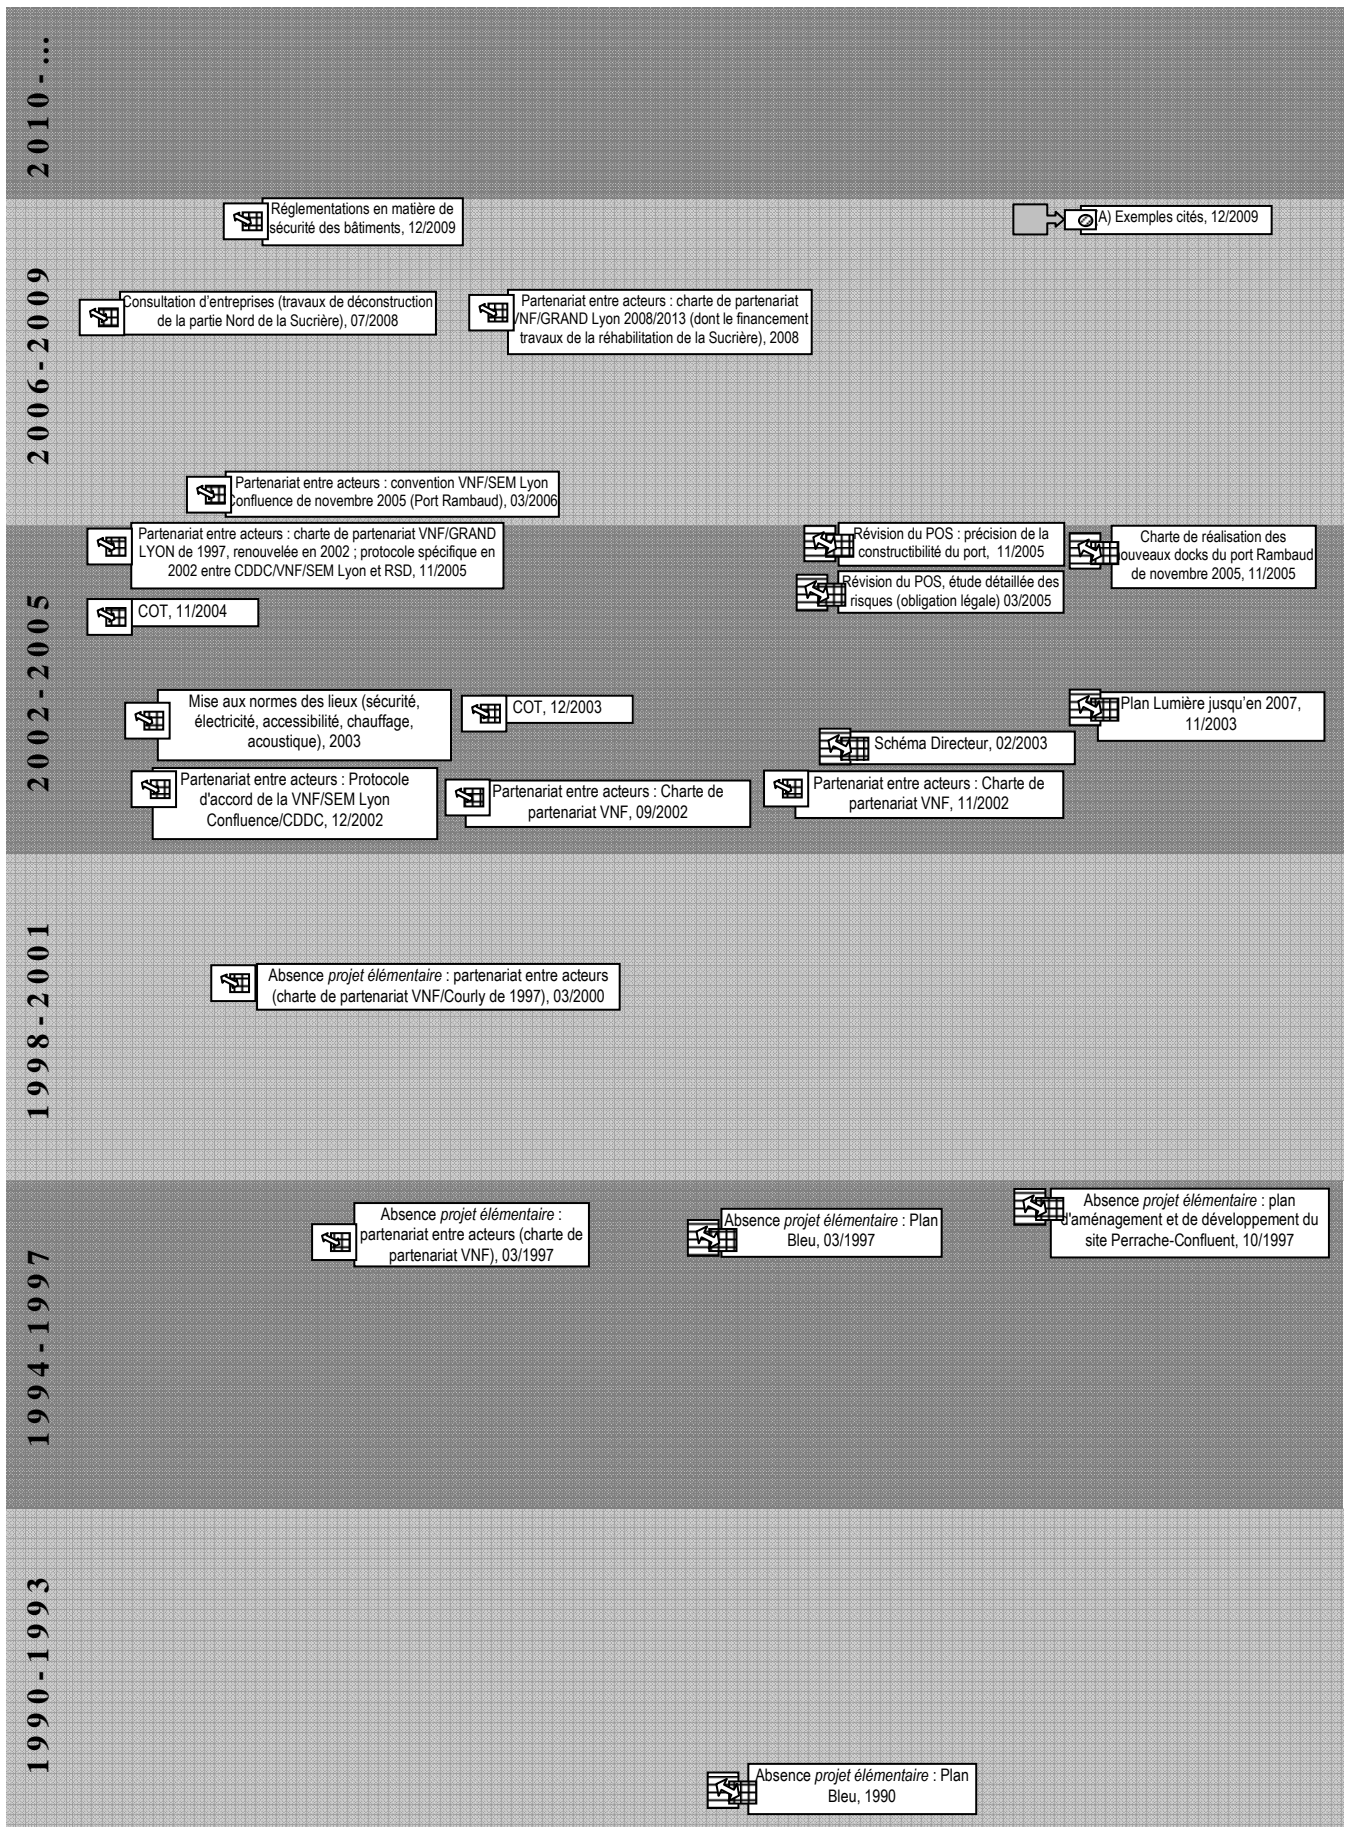 2010-...
Réglementations en matière de
sécurité des bâtiments, 12/2009
A) Exemples cités, 12/2009
2006-2009
Consultation d'entreprises (travaux de déconstruction
de la partie Nord de la Sucrière), 07/2008
Partenariat entre acteurs : charte de partenariat
VNF/GRAND Lyon 2008/2013 (dont le financement
travaux de la réhabilitation de la Sucrière), 2008
Partenariat entre acteurs : convention VNF/SEM Lyon
Confluence de novembre 2005 (Port Rambaud), 03/2006
2002-2005
Partenariat entre acteurs : charte de partenariat VNF/GRAND
LYON de 1997, renouvelée en 2002 ; protocole spécifique en
2002 entre CDDC/VNF/SEM Lyon et RSD, 11/2005
Révision du POS : précision de la
constructibilité du port, 11/2005
Charte de réalisation des
nouveaux docks du port Rambaud
de novembre 2005, 11/2005
Révision du POS, étude détaillée des
risques (obligation légale) 03/2005
COT, 11/2004
Mise aux normes des lieux (sécurité,
électricité, accessibilité, chauffage,
acoustique), 2003
COT, 12/2003
Plan Lumière jusqu'en 2007,
11/2003
Schéma Directeur, 02/2003
Partenariat entre acteurs : Protocole
d'accord de la VNF/SEM Lyon
Confluence/CDDC, 12/2002
Partenariat entre acteurs : Charte de
partenariat VNF, 09/2002
Partenariat entre acteurs : Charte de
partenariat VNF, 11/2002
1998-2001
Absence projet élémentaire : partenariat entre acteurs
(charte de partenariat VNF/Courly de 1997), 03/2000
1994-1997
Absence projet élémentaire :
partenariat entre acteurs (charte de
partenariat VNF), 03/1997
Absence projet élémentaire : Plan
Bleu, 03/1997
Absence projet élémentaire : plan
d'aménagement et de développement du
site Perrache-Confluent, 10/1997
1990-1993
Absence projet élémentaire : Plan
Bleu, 1990